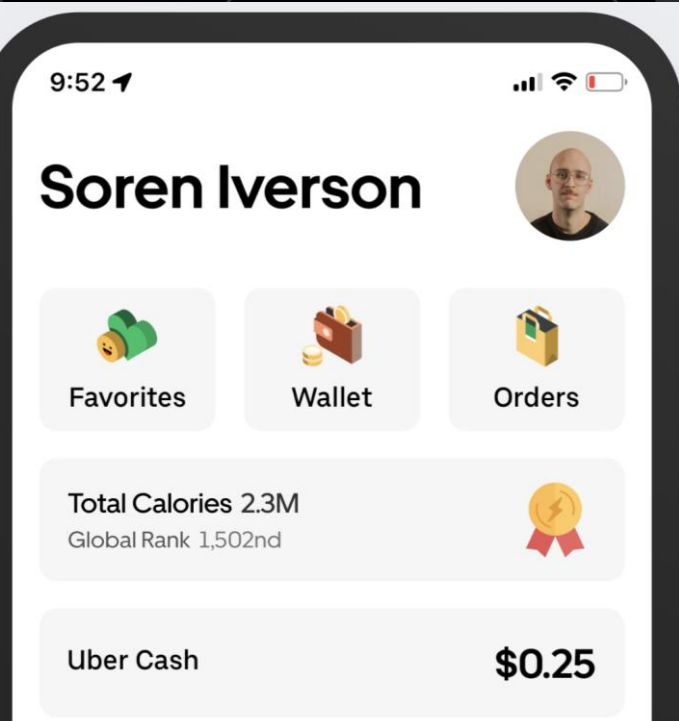 9:52
Soren Iverson
Favorites
Wallet
Orders
Total Calories 2.3M
Global Rank 1,502nd
Uber Cash
$0.25